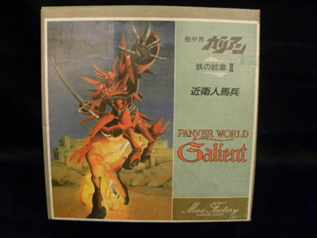 機甲界
ガリアン
鉄の紋章 II
近衛人馬兵
PANZER WORLD
Galient
Max Factory